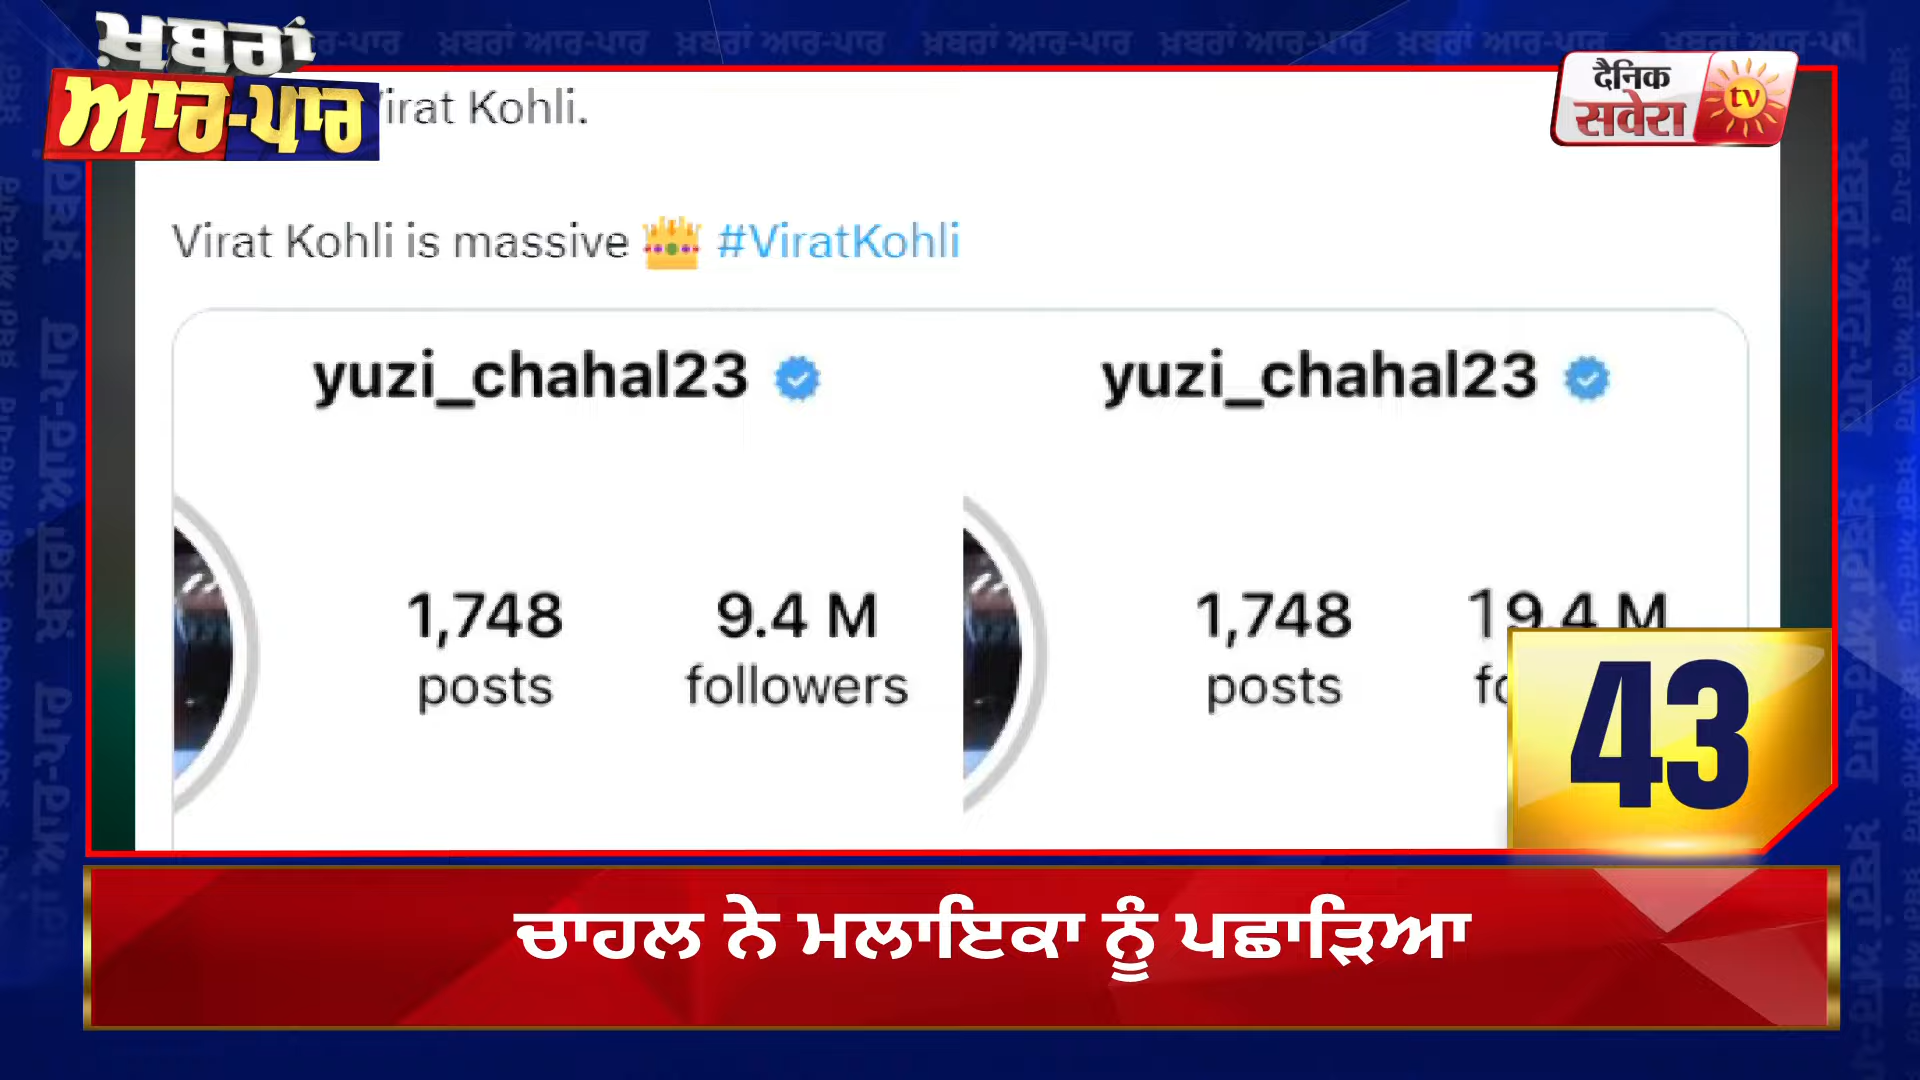 ਖ਼ਬਰਾਂ
ਆਰ-ਪਾਰ
दैनिक
सवेरा
tv
Virat Kohli.
Virat Kohli is massive 👑 #ViratKohli
yuzi_chahal23
1,748
posts
9.4 M
followers
yuzi_chahal23
1,748
posts
19.4 M
43
ਚਾਹਲ ਨੇ ਮਲਾਇਕਾ ਨੂੰ ਪਛਾੜਿਆ